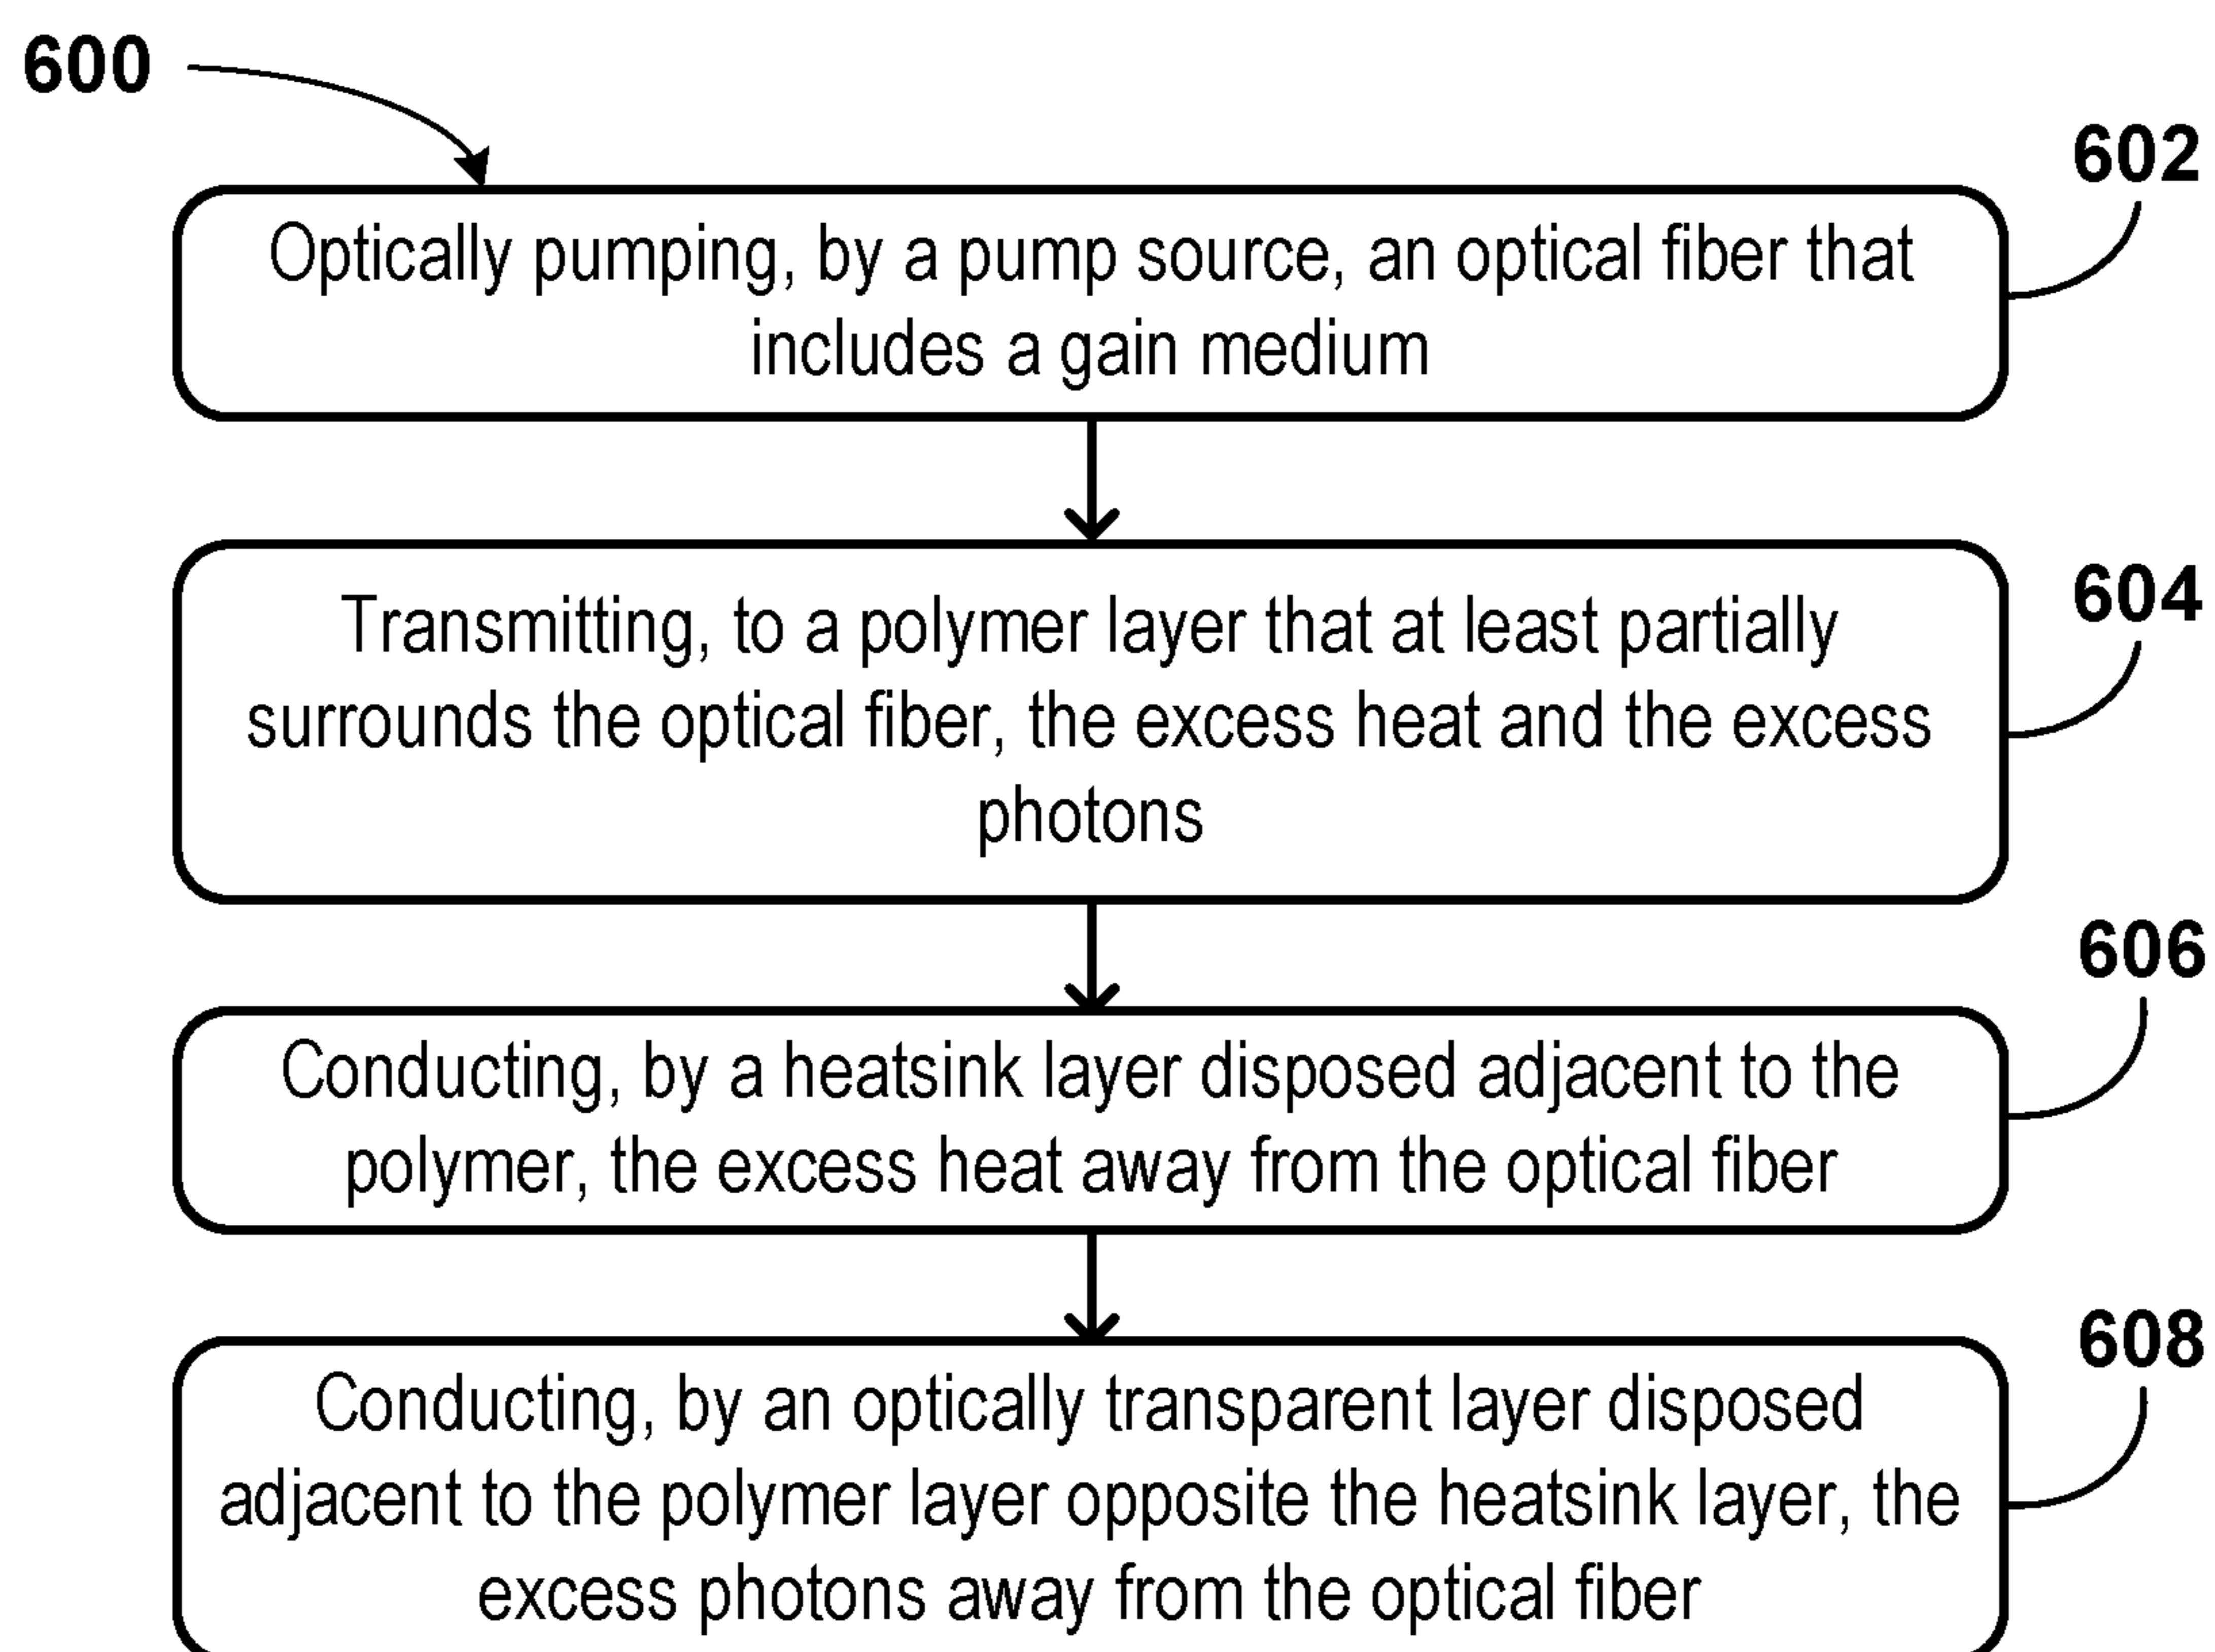 600
602
Optically pumping, by a pump source, an optical fiber that
includes a gain medium
604
Transmitting, to a polymer layer that at least partially
surrounds the optical fiber, the excess heat and the excess
photons
606
Conducting, by a heatsink layer disposed adjacent to the
polymer, the excess heat away from the optical fiber
608
Conducting, by an optically transparent layer disposed
adjacent to the polymer layer opposite the heatsink layer, the
excess photons away from the optical fiber